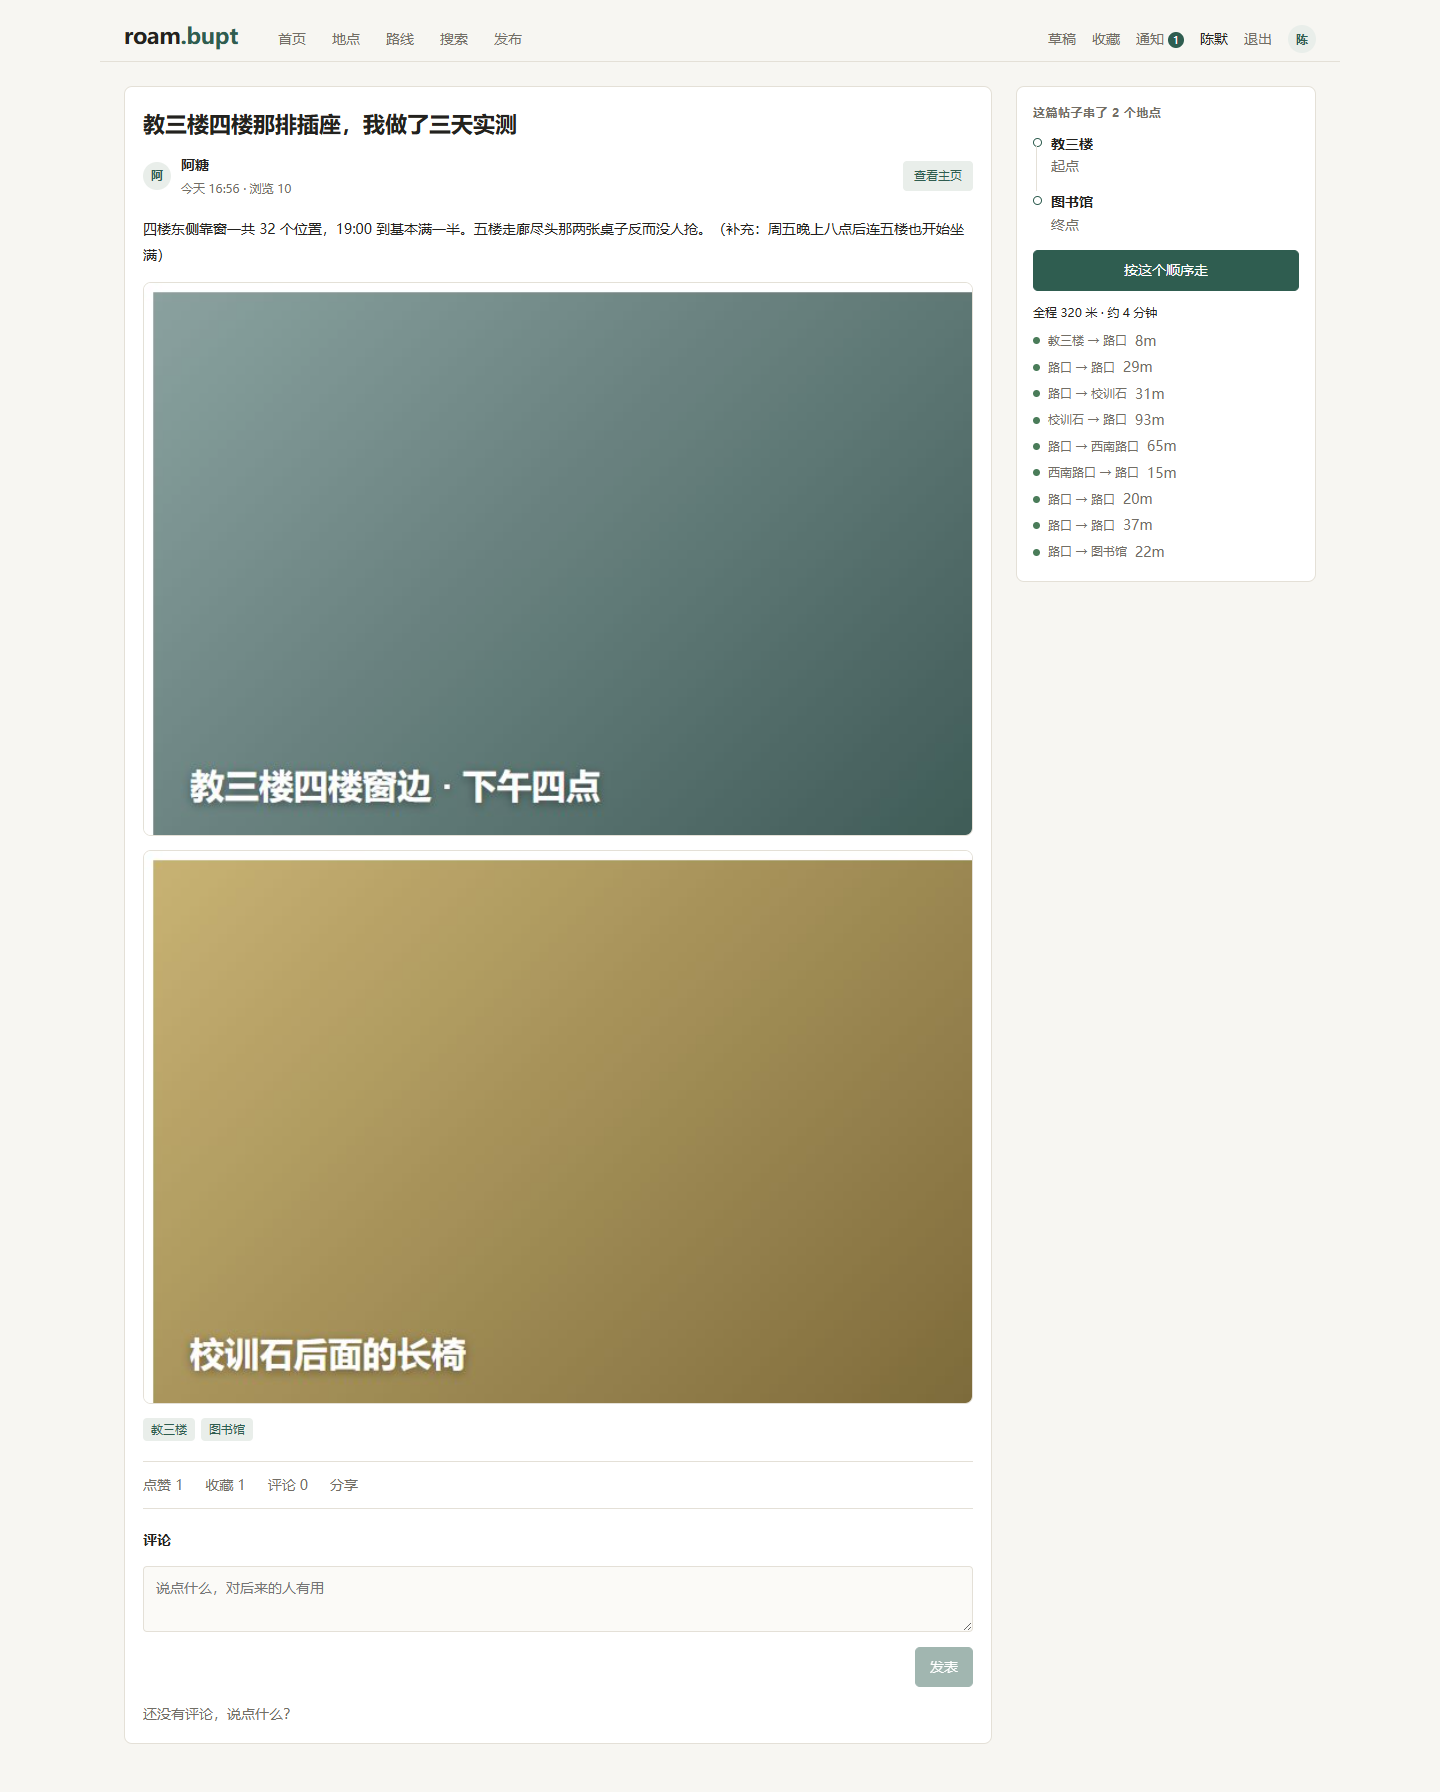 roam.bupt
首页 地点 路线 搜索 发布
草稿 收藏 通知 1 陈默 退出 陈
教三楼四楼那排插座，我做了三天实测
阿
阿糖
今天 16:56 · 浏览 10
查看主页
四楼东侧靠窗一共 32 个位置，19:00 到基本满一半。五楼走廊尽头那两张桌子反而没人抢。（补充：周五晚上八点后连五楼也开始坐
满）
教三楼四楼窗边 · 下午四点
校训石后面的长椅
教三楼 图书馆
点赞 1 收藏 1 评论 0 分享
评论
说点什么，对后来的人有用
发表
还没有评论，说点什么？
这篇帖子串了 2 个地点
教三楼
起点
图书馆
终点
按这个顺序走
全程 320 米 · 约 4 分钟
教三楼 → 路口 8m
路口 → 路口 29m
路口 → 校训石 31m
校训石 → 路口 93m
路口 → 西南路口 65m
西南路口 → 路口 15m
路口 → 路口 20m
路口 → 路口 37m
路口 → 图书馆 22m